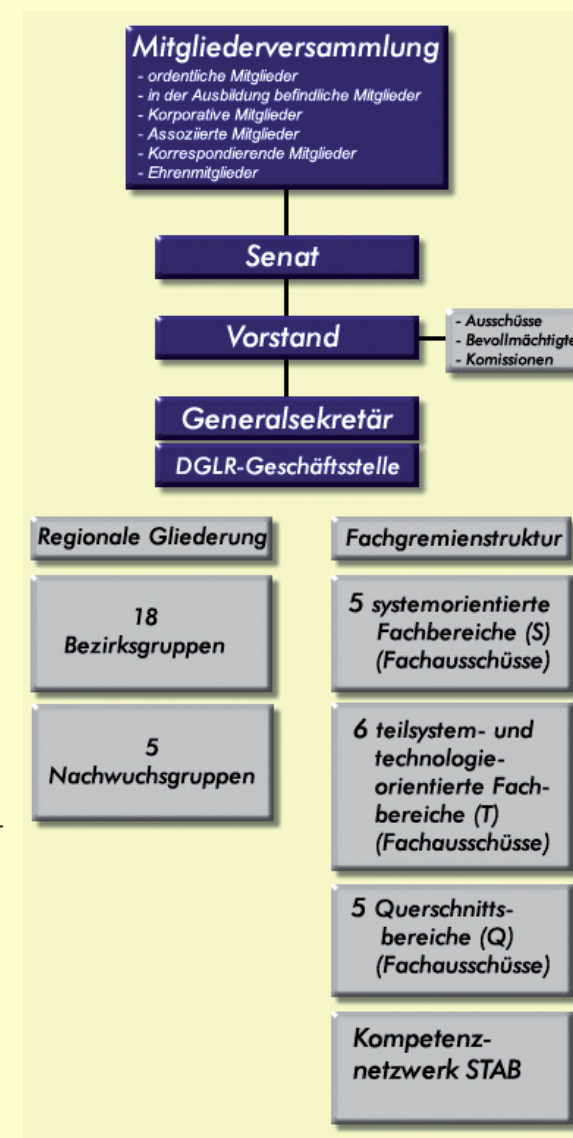 Mitgliederversammlung
- ordentliche Mitglieder
- in der Ausbildung befindliche Mitglieder
- Korporative Mitglieder
- Assoziierte Mitglieder
- Korrespondierende Mitglieder
- Ehrenmitglieder
Senat
Vorstand
- Ausschüsse
- Bevollmächtigte
- Komissionen
Generalsekretär
DGLR-Geschäftsstelle
Regionale Gliederung
18
Bezirksgruppen
5
Nachwuchsgruppen
Fachgremienstruktur
5 systemorientierte
Fachbereiche (S)
(Fachausschüsse)
6 teilsystem- und
technologie-
orientierte Fach-
bereiche (T)
(Fachausschüsse)
5 Querschnitts-
bereiche (Q)
(Fachausschüsse)
Kompetenz-
netzwerk STAB